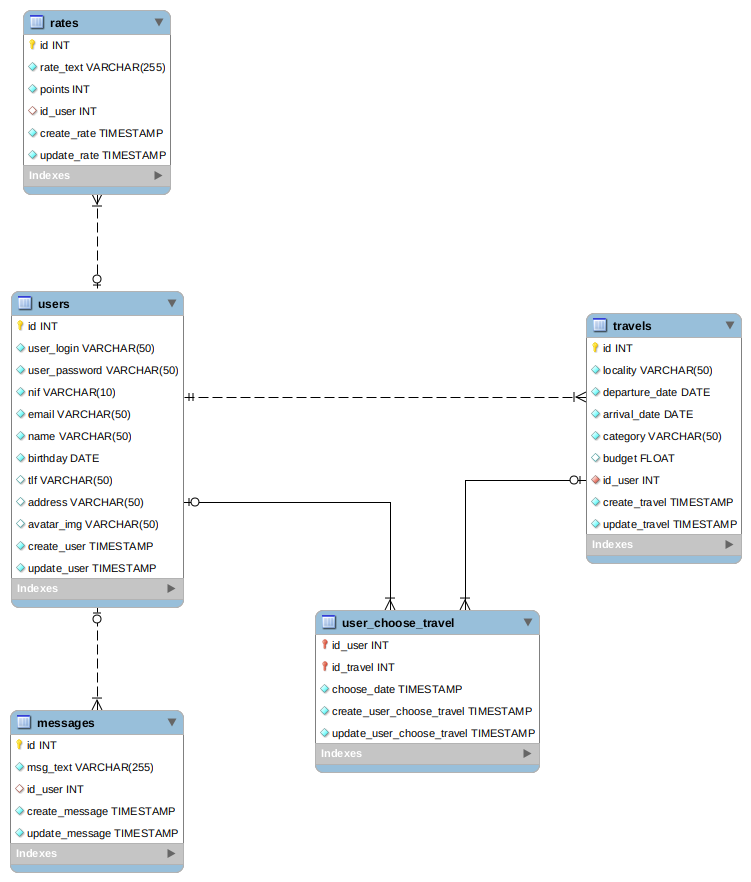 rates
id INT
rate_text VARCHAR(255)
points INT
id_user INT
create_rate TIMESTAMP
update_rate TIMESTAMP
Indexes
users
id INT
user_login VARCHAR(50)
user_password VARCHAR(50)
nif VARCHAR(10)
email VARCHAR(50)
name VARCHAR(50)
birthday DATE
tlf VARCHAR(50)
address VARCHAR(50)
avatar_img VARCHAR(50)
create_user TIMESTAMP
update_user TIMESTAMP
Indexes
travels
id INT
locality VARCHAR(50)
departure_date DATE
arrival_date DATE
category VARCHAR(50)
budget FLOAT
id_user INT
create_travel TIMESTAMP
update_travel TIMESTAMP
Indexes
user_choose_travel
id_user INT
id_travel INT
choose_date TIMESTAMP
create_user_choose_travel TIMESTAMP
update_user_choose_travel TIMESTAMP
Indexes
messages
id INT
msg_text VARCHAR(255)
id_user INT
create_message TIMESTAMP
update_message TIMESTAMP
Indexes